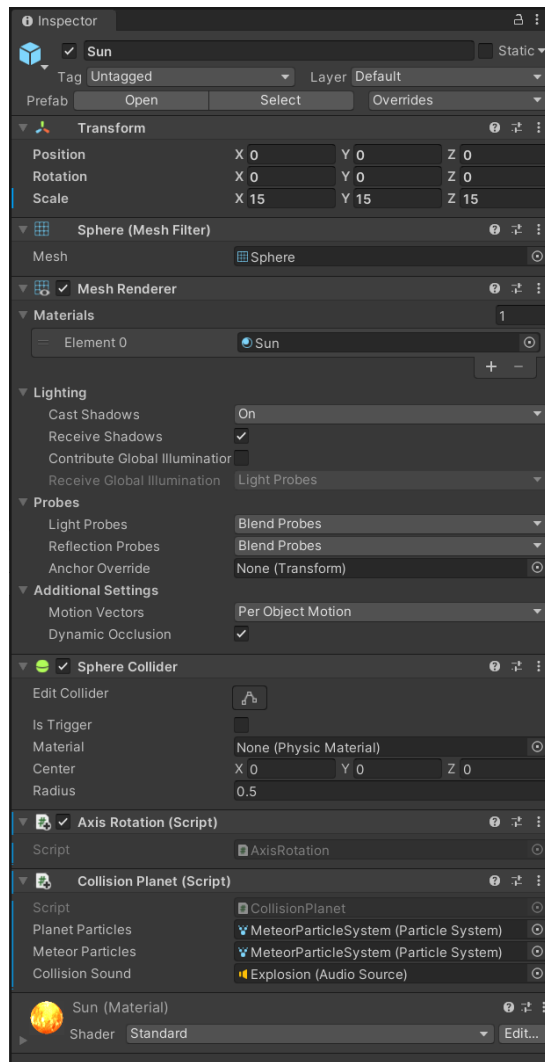 Inspector
Sun Static
Tag Untagged Layer Default
Prefab Open Select Overrides
Transform
Position X 0 Y 0 Z 0
Rotation X 0 Y 0 Z 0
Scale X 15 Y 15 Z 15
Sphere (Mesh Filter)
Mesh Sphere
Mesh Renderer
Materials 1
Element 0 Sun
+ −
Lighting
Cast Shadows On
Receive Shadows
Contribute Global Illumination
Receive Global Illumination Light Probes
Probes
Light Probes Blend Probes
Reflection Probes Blend Probes
Anchor Override None (Transform)
Additional Settings
Motion Vectors Per Object Motion
Dynamic Occlusion
Sphere Collider
Edit Collider
Is Trigger
Material None (Physic Material)
Center X 0 Y 0 Z 0
Radius 0.5
Axis Rotation (Script)
Script AxisRotation
Collision Planet (Script)
Script CollisionPlanet
Planet Particles MeteorParticleSystem (Particle System)
Meteor Particles MeteorParticleSystem (Particle System)
Collision Sound Explosion (Audio Source)
Sun (Material)
Shader Standard Edit...